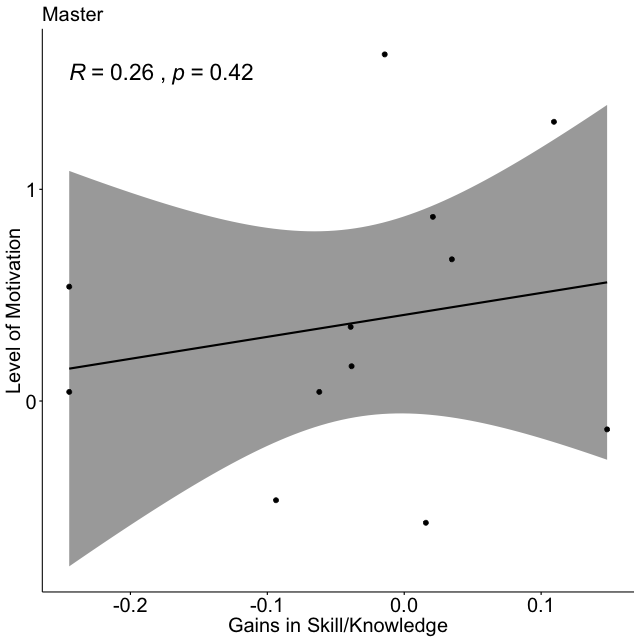 Master
R = 0.26 , p = 0.42
Level of Motivation
1
0
-0.2 -0.1 0.0 0.1
Gains in Skill/Knowledge